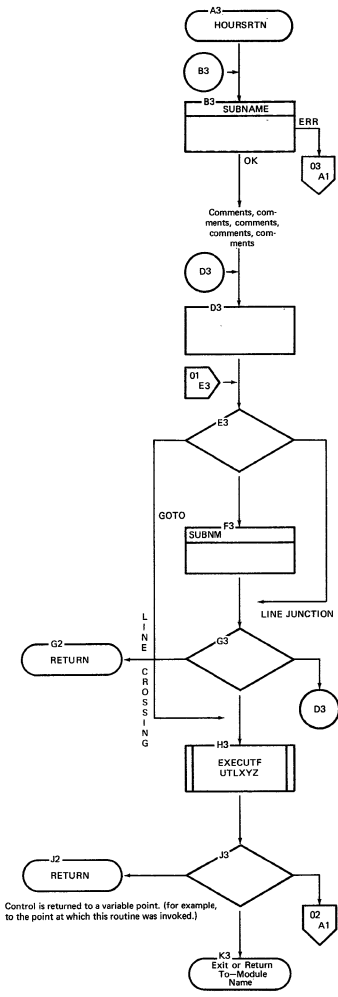 A3
HOURSRTN
B3
B3
SUBNAME
ERR
03
A1
OK
Comments, com-
ments, comments,
comments, com-
ments
D3
D3
01
E3
E3
GOTO
F3
SUBNM
LINE JUNCTION
LINE CROSSING
G2
RETURN
G3
D3
H3
EXECUTF
UTLXYZ
J2
RETURN
J3
Control is returned to a variable point. (for example,
to the point at which this routine was invoked.)
02
A1
K3
Exit or Return
To—Module
Name